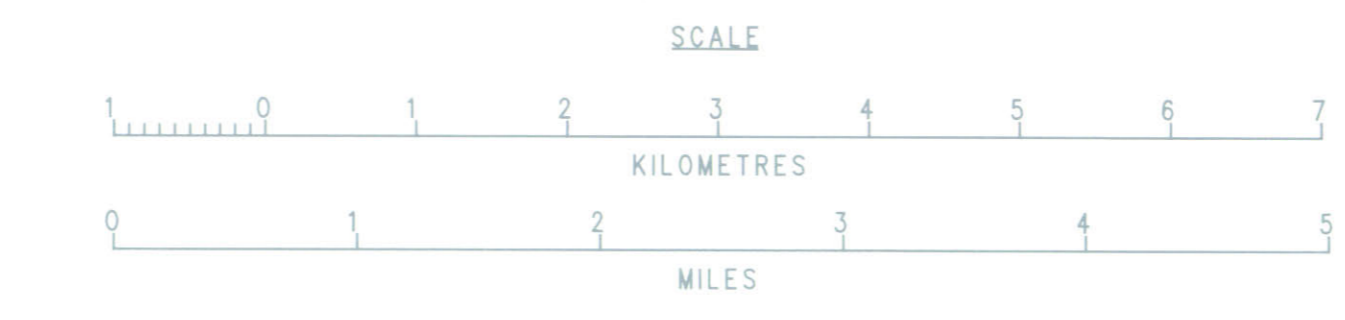 SCALE
1 0 1 2 3 4 5 6 7
KILOMETRES
0 1 2 3 4 5
MILES